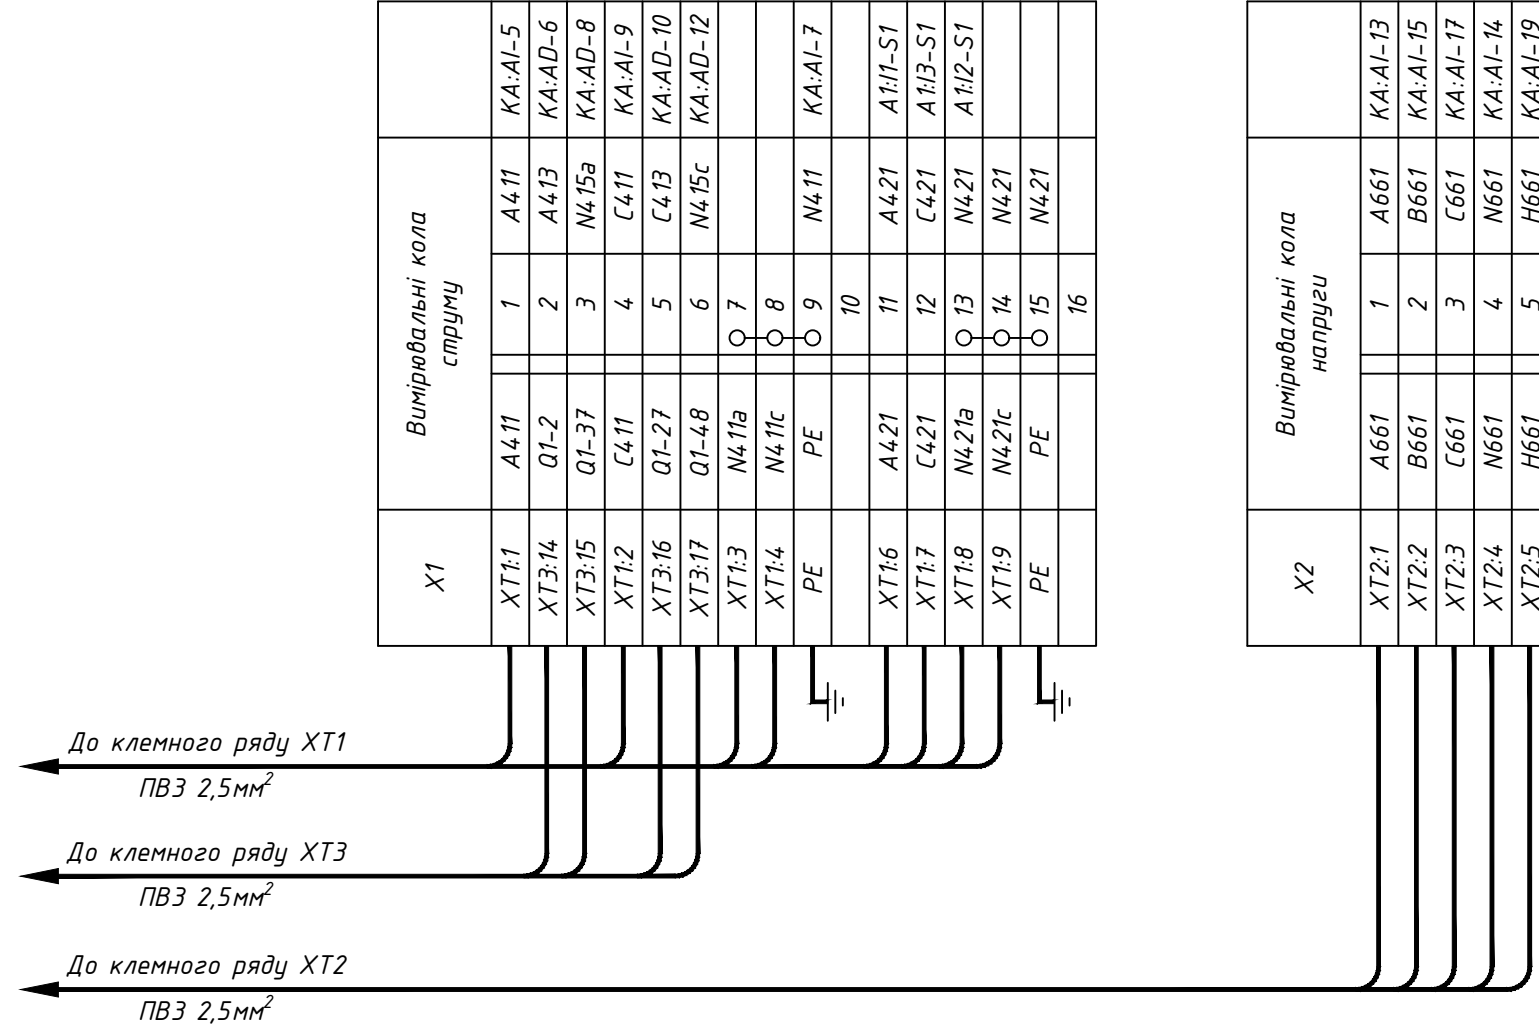 X1
Вимірювальні кола
струму
XT1:1 A411 1 A411 KA:AI-5
XT3:14 Q1-2 2 A413 KA:AD-6
XT3:15 Q1-37 3 N415a KA:AD-8
XT1:2 C411 4 C411 KA:AI-9
XT3:16 Q1-27 5 C413 KA:AD-10
XT3:17 Q1-48 6 N415c KA:AD-12
XT1:3 N411a 7
XT1:4 N411c 8
PE PE 9 N411 KA:AI-7
10
XT1:6 A421 11 A421 A1:I1-S1
XT1:7 C421 12 C421 A1:I3-S1
XT1:8 N421a 13 N421 A1:I2-S1
XT1:9 N421c 14 N421
PE PE 15 N421
16
X2
Вимірювальні кола
напруги
XT2:1 A661 1 A661 KA:AI-13
XT2:2 B661 2 B661 KA:AI-15
XT2:3 C661 3 C661 KA:AI-17
XT2:4 N661 4 N661 KA:AI-14
XT2:5 H661 5 H661 KA:AI-19
До клемного ряду XT1
ПВ3 2,5мм²
До клемного ряду XT3
ПВ3 2,5мм²
До клемного ряду XT2
ПВ3 2,5мм²